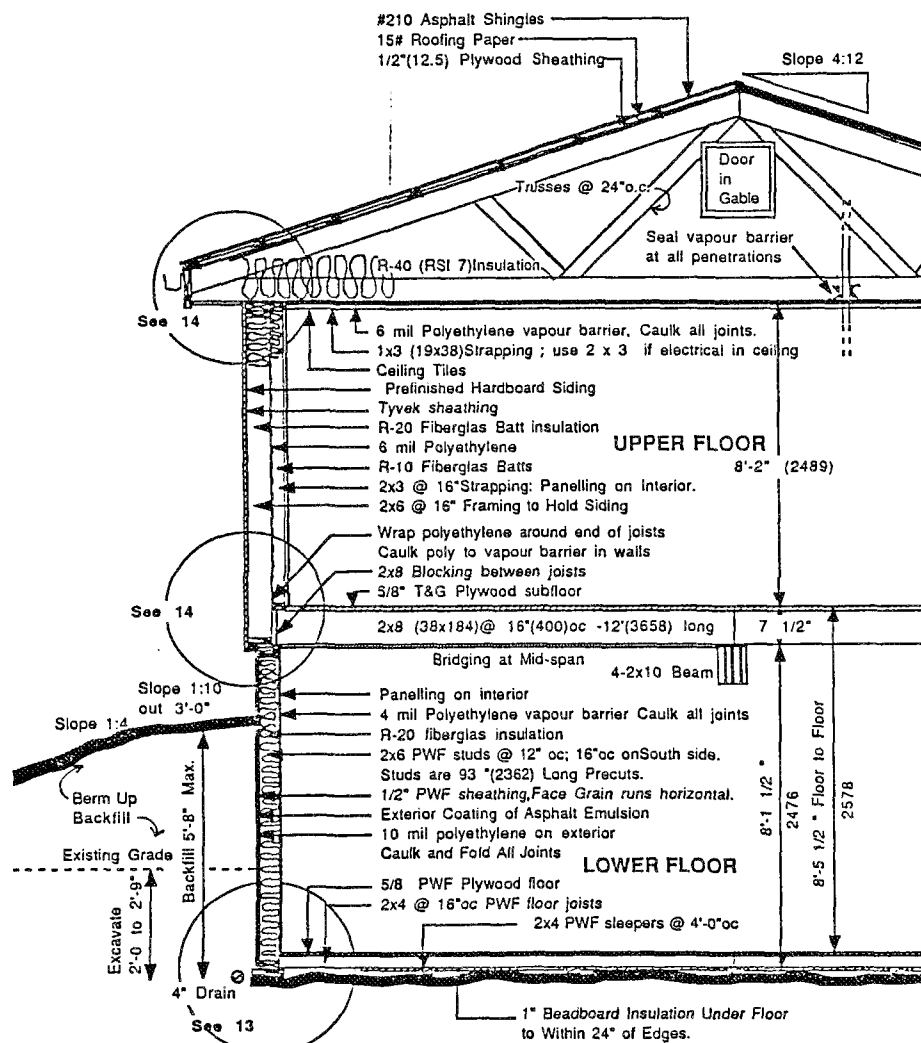 #210 Asphalt Shingles
15# Roofing Paper
1/2"(12.5) Plywood Sheathing
Slope 4:12
Door
in
Gable
Trusses @ 24"o.c.
Seal vapour barrier
at all penetrations
R-40 (RSI 7)Insulation
See 14
6 mil Polyethylene vapour barrier. Caulk all joints.
1x3 (19x38)Strapping ; use 2 x 3 if electrical in ceiling
Ceiling Tiles
Prefinished Hardboard Siding
Tyvek sheathing
R-20 Fiberglas Batt insulation
6 mil Polyethylene
R-10 Fiberglas Batts
2x3 @ 16"Strapping: Panelling on Interior.
2x6 @ 16" Framing to Hold Siding
UPPER FLOOR
8'-2" (2489)
Wrap polyethylene around end of joists
Caulk poly to vapour barrier in walls
2x8 Blocking between joists
5/8" T&G Plywood subfloor
See 14
2x8 (38x184)@ 16"(400)oc -12'(3658) long
7 1/2"
Bridging at Mid-span
4-2x10 Beam
Slope 1:10
out 3'-0"
Slope 1:4
Panelling on interior
4 mil Polyethylene vapour barrier Caulk all joints
R-20 fiberglas insulation
2x6 PWF studs @ 12" oc; 16"oc onSouth side.
Studs are 93 "(2362) Long Precuts.
1/2" PWF sheathing,Face Grain runs horizontal.
Exterior Coating of Asphalt Emulsion
10 mil polyethylene on exterior
Caulk and Fold All Joints
Berm Up
Backfill
Backfill 5'-8" Max.
Existing Grade
Excavate
2'-0 to 2'-9"
8'-1 1/2 "
2476
8'-5 1/2 " Floor to Floor
2578
LOWER FLOOR
5/8 PWF Plywood floor
2x4 @ 16"oc PWF floor joists
2x4 PWF sleepers @ 4'-0"oc
4" Drain
See 13
1" Beadboard Insulation Under Floor
to Within 24" of Edges.